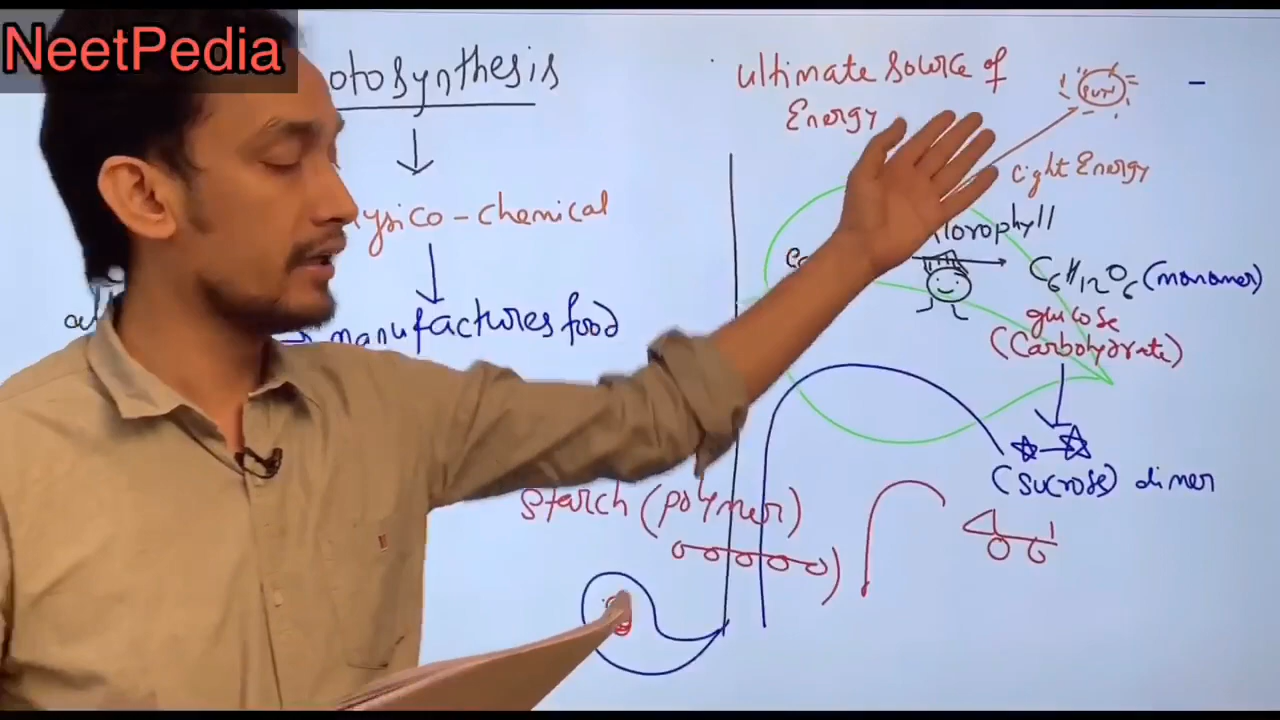 NeetPedia
otosynthesis
ysico - chemical
manufactures food
Ultimate Source of
Energy
SUN
Light Energy
lorophyll
C6H12O6 (monomer)
glucose
(Carbohydrate)
(Sucrose) dimer
Starch (polymer)